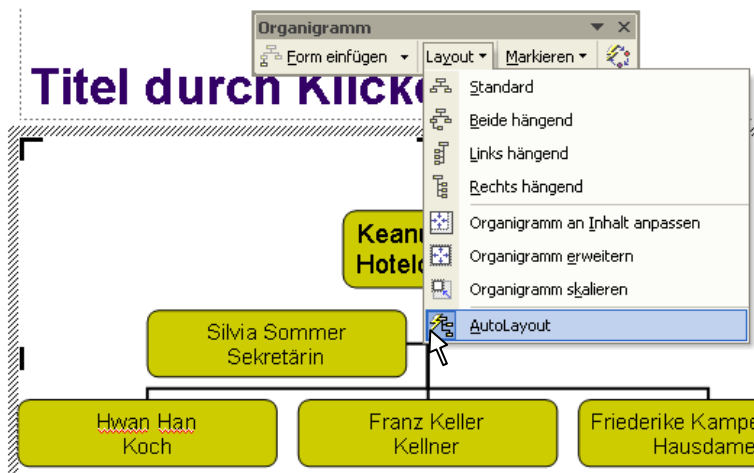 Organigramm
Form einfügen Layout Markieren
Titel durch Klicke
Standard
Beide hängend
Links hängend
Rechts hängend
Organigramm an Inhalt anpassen
Organigramm erweitern
Organigramm skalieren
AutoLayout
Keanu
Silvia Sommer
Sekretärin
Hwan Han
Koch
Franz Keller
Kellner
Friederike Kampe
Hausdame